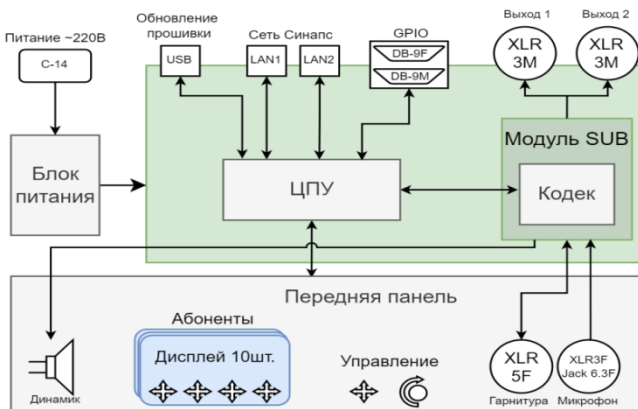 Питание ~220В
С-14
Обновление
прошивки
USB
Сеть Синапс
LAN1
LAN2
GPIO
DB-9F
DB-9M
Выход 1
XLR
3M
Выход 2
XLR
3M
Блок
питания
ЦПУ
Модуль SUB
Кодек
Передняя панель
Динамик
Абоненты
Дисплей 10шт.
Управление
XLR
5F
Гарнитура
XLR3F
Jack 6.3F
Микрофон